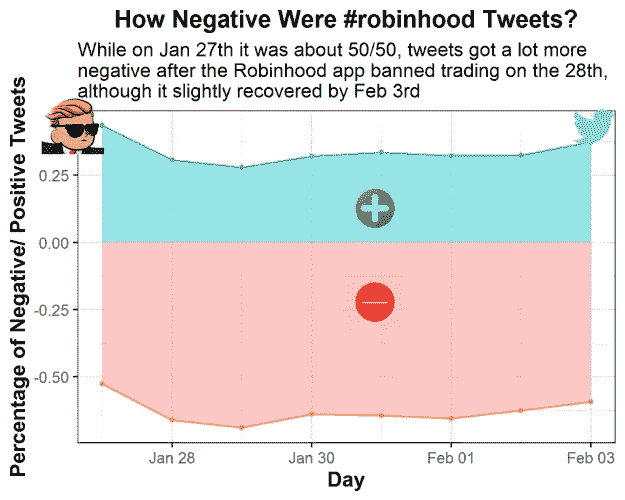 How Negative Were #robinhood Tweets?
While on Jan 27th it was about 50/50, tweets got a lot more
negative after the Robinhood app banned trading on the 28th,
although it slightly recovered by Feb 3rd
Percentage of Negative/ Positive Tweets
0.25
0.00
-0.25
-0.50
Jan 28
Jan 30
Feb 01
Feb 03
Day